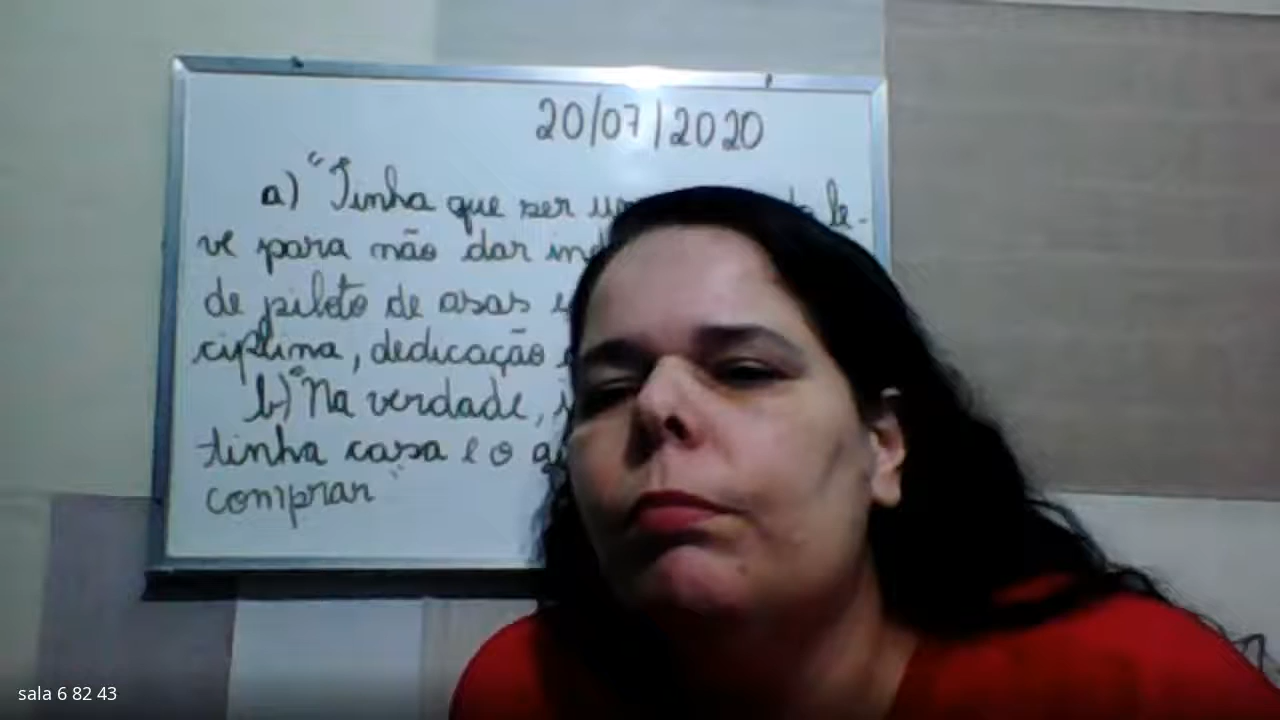 20/07/2020
a) "Tinha que ser le-
ve para não dar
de piloto de asas
ciplina, dedicação
b) "Na verdade,
tinha casa e o
comprar"
sala 6 82 43